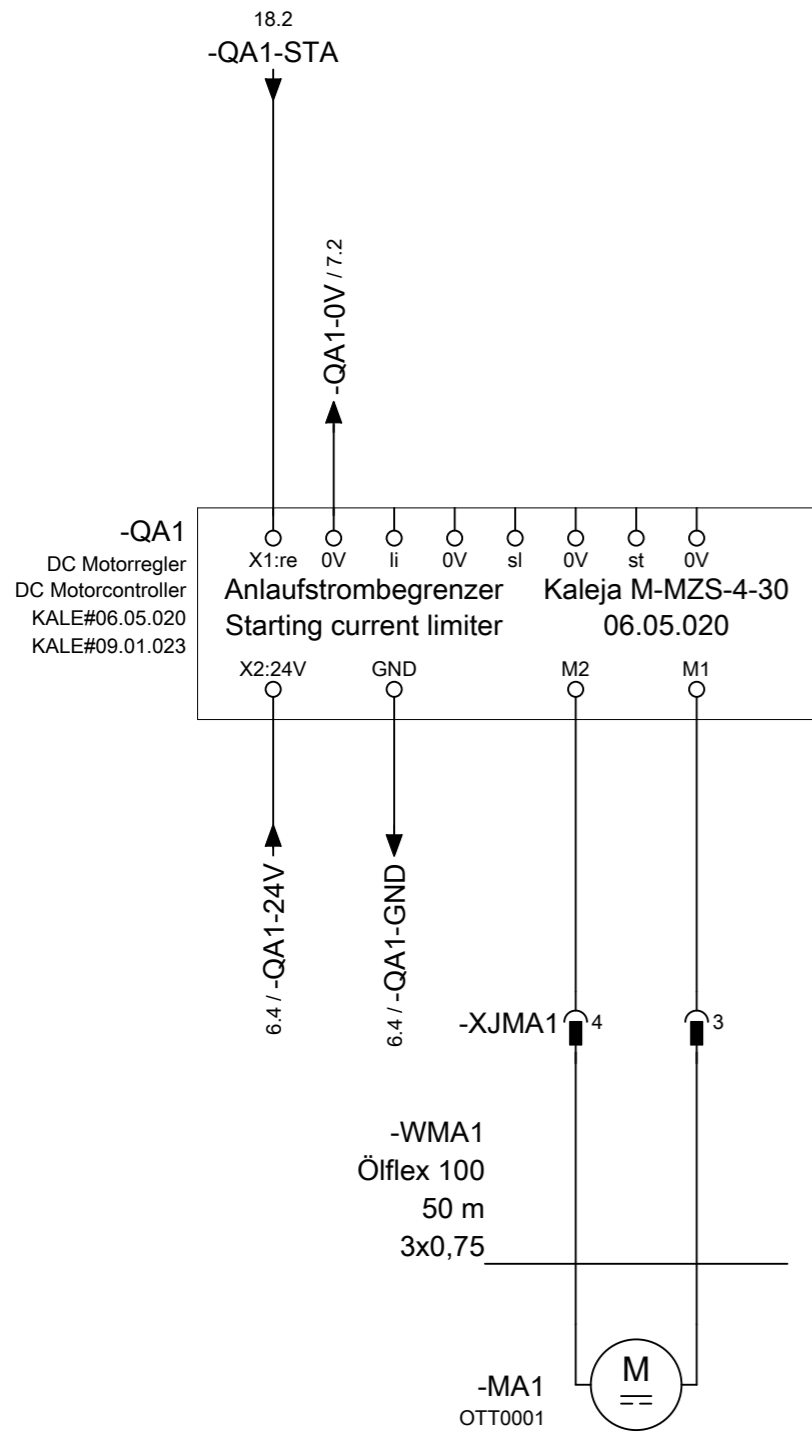 18.2
-QA1-STA
-QA1-0V / 7.2
-QA1
DC Motorregler
DC Motorcontroller
KALE#06.05.020
KALE#09.01.023
X1:re 0V li 0V sl 0V st 0V
Anlaufstrombegrenzer Kaleja M-MZS-4-30
Starting current limiter 06.05.020
X2:24V GND M2 M1
6.4 / -QA1-24V
6.4 / -QA1-GND
-XJMA1 4 3
-WMA1
Ölflex 100
50 m
3x0,75
M
-MA1
OTT0001